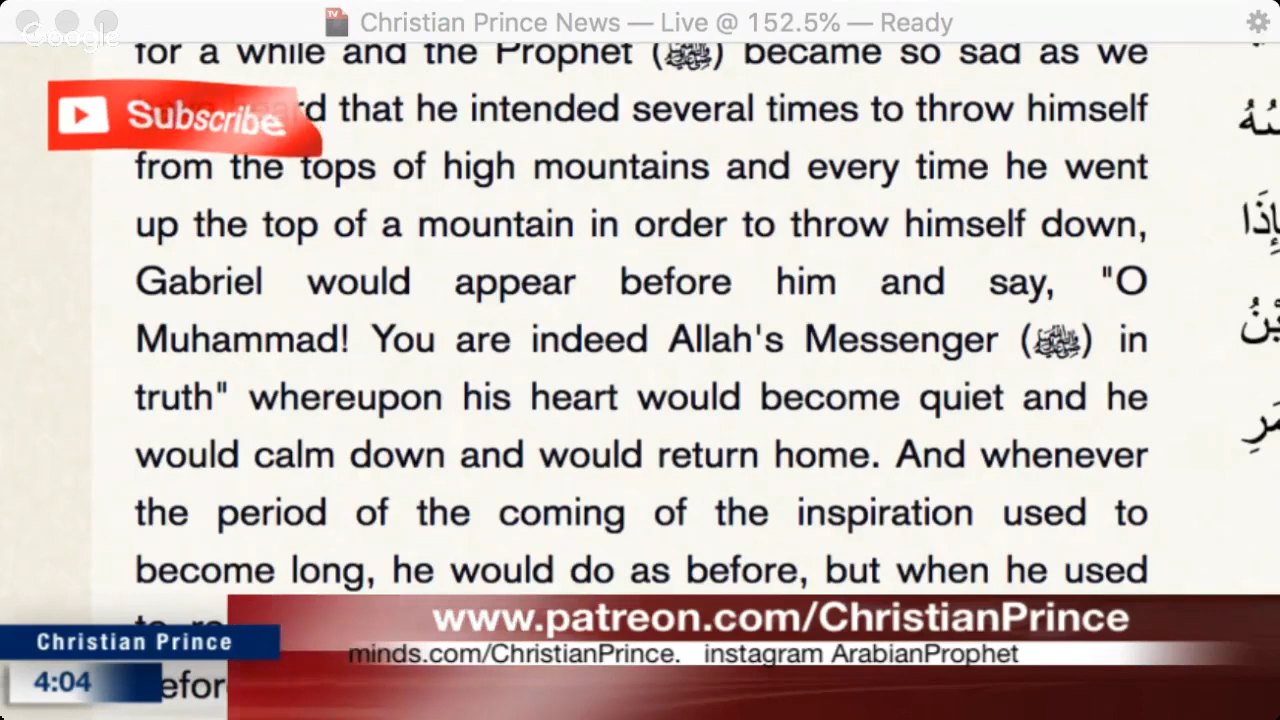 Christian Prince News — Live @ 152.5% — Ready
Google
for a while and the Prophet (ﷺ) became so sad as we
Subscribe
d that he intended several times to throw himself
from the tops of high mountains and every time he went
up the top of a mountain in order to throw himself down,
Gabriel would appear before him and say, "O
Muhammad! You are indeed Allah's Messenger (ﷺ) in
truth" whereupon his heart would become quiet and he
would calm down and would return home. And whenever
the period of the coming of the inspiration used to
become long, he would do as before, but when he used
www.patreon.com/ChristianPrince
Christian Prince
minds.com/ChristianPrince. instagram ArabianProphet
4:04